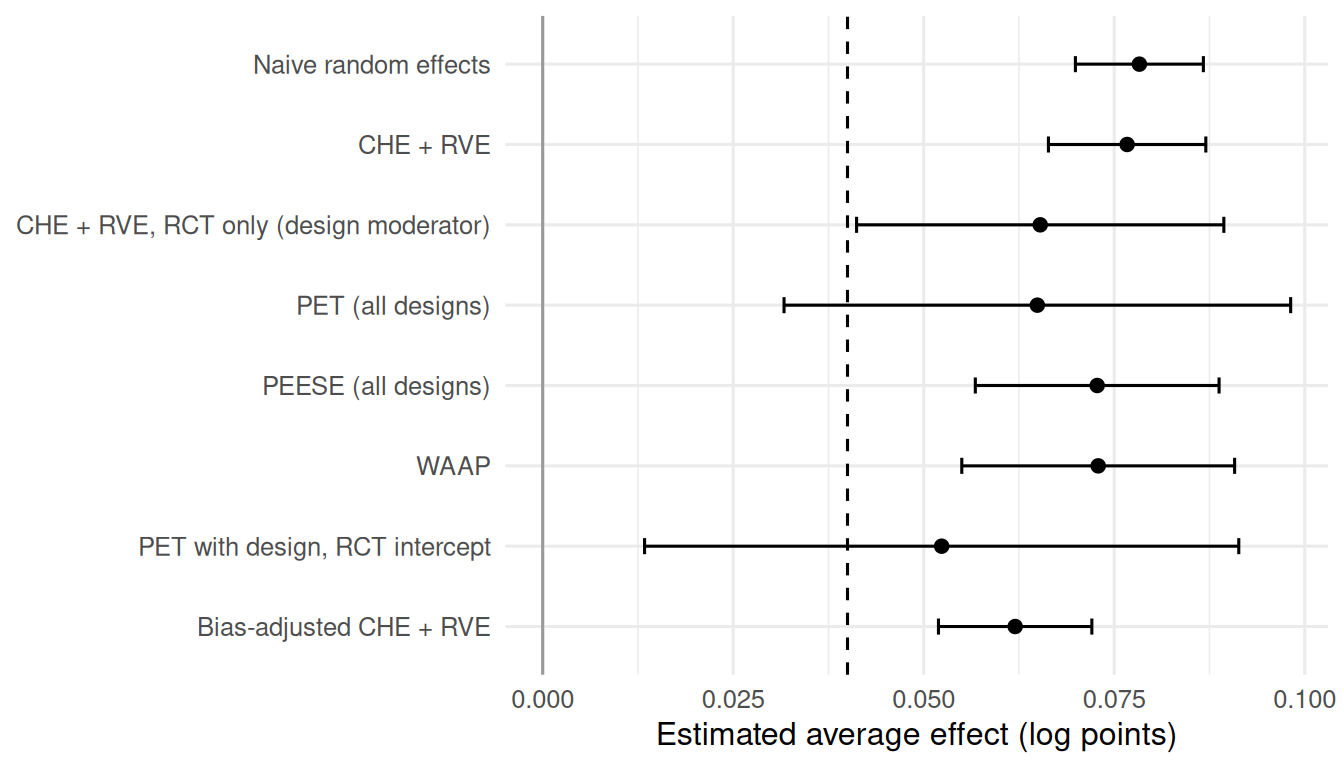 Naive random effects
CHE + RVE
CHE + RVE, RCT only (design moderator)
PET (all designs)
PEESE (all designs)
WAAP
PET with design, RCT intercept
Bias-adjusted CHE + RVE
0.000 0.025 0.050 0.075 0.100
Estimated average effect (log points)